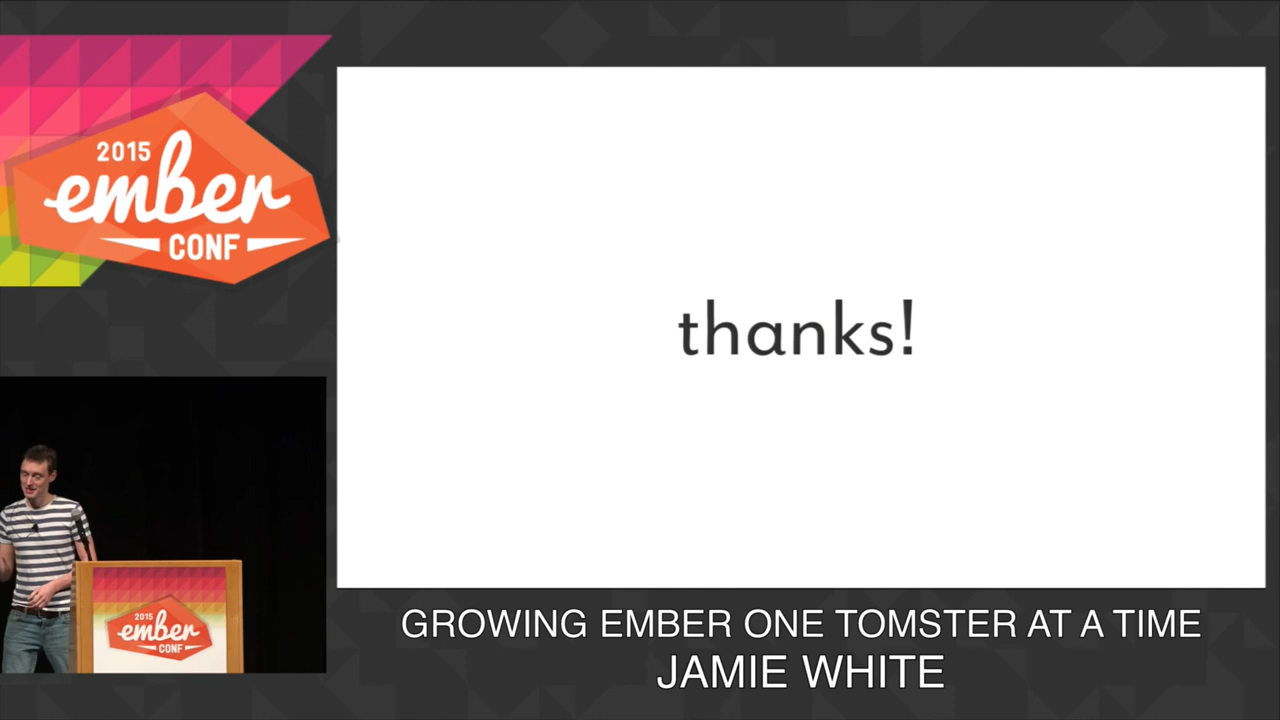 2015
ember
CONF
thanks!
2015
ember
CONF
GROWING EMBER ONE TOMSTER AT A TIME
JAMIE WHITE